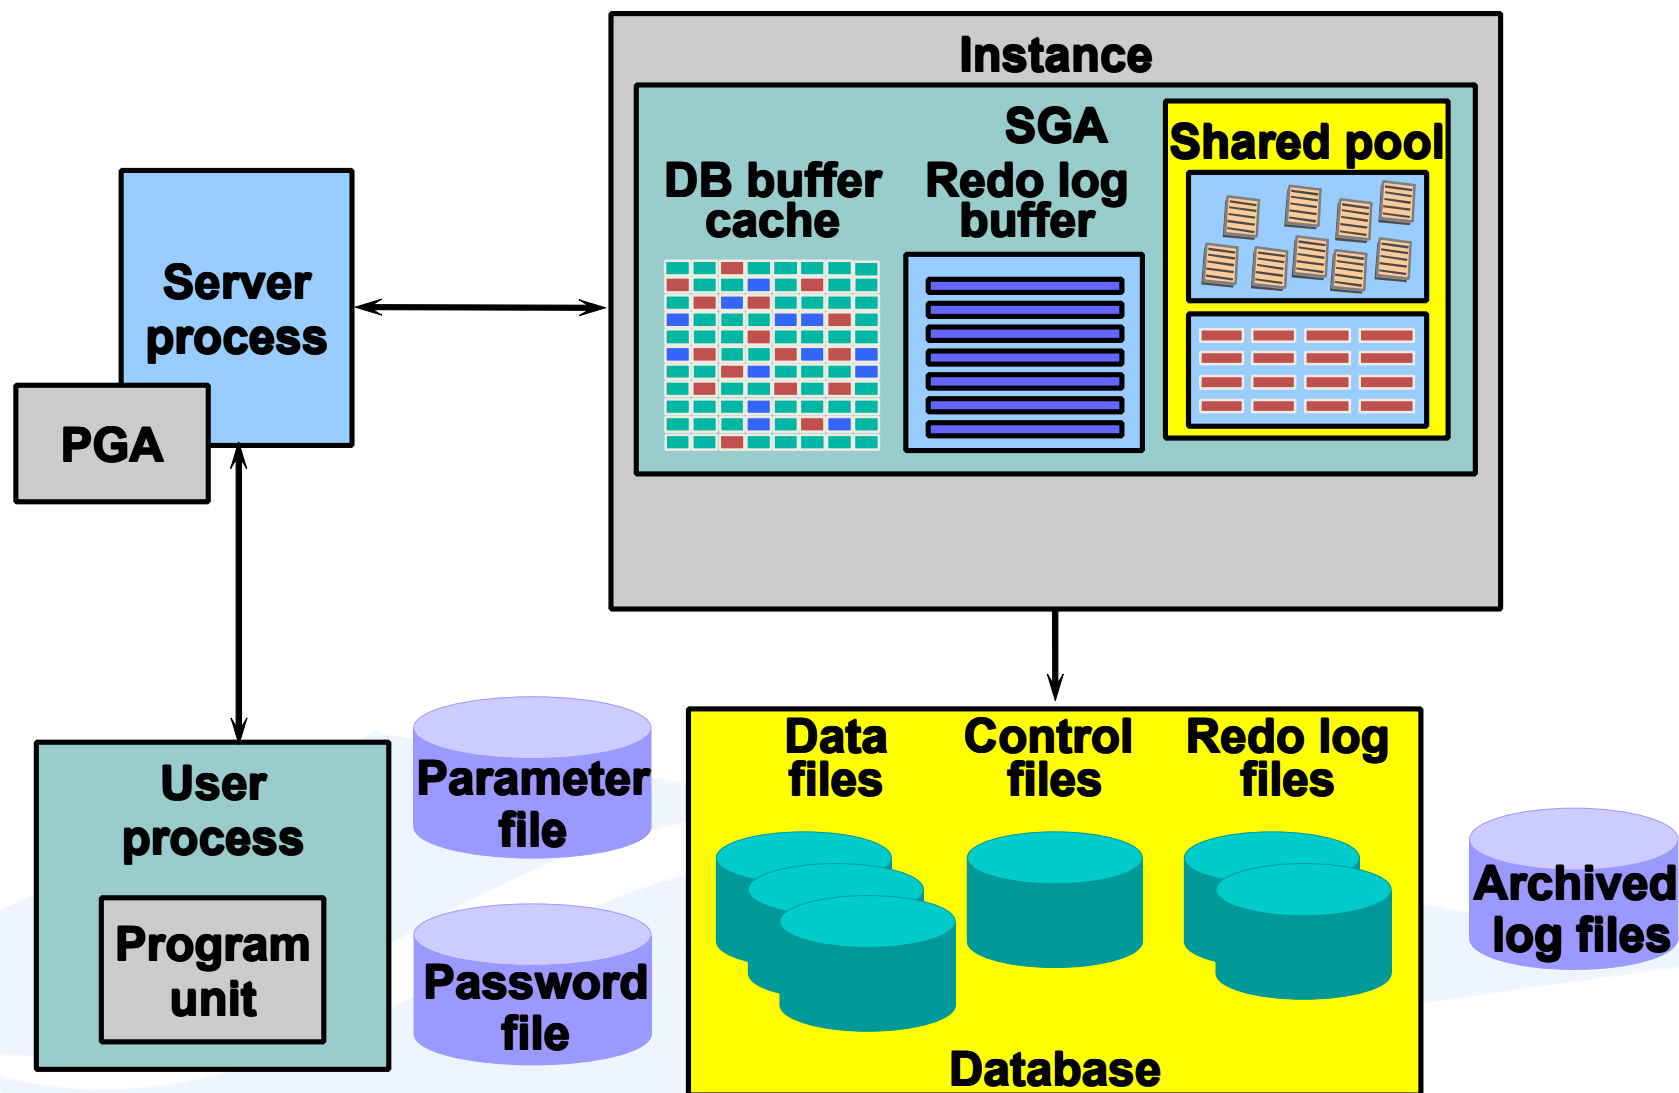 Instance
SGA
Shared pool
DB buffer
cache
Redo log
buffer
Server
process
PGA
User
process
Program
unit
Parameter
file
Password
file
Data
files
Control
files
Redo log
files
Database
Archived
log files